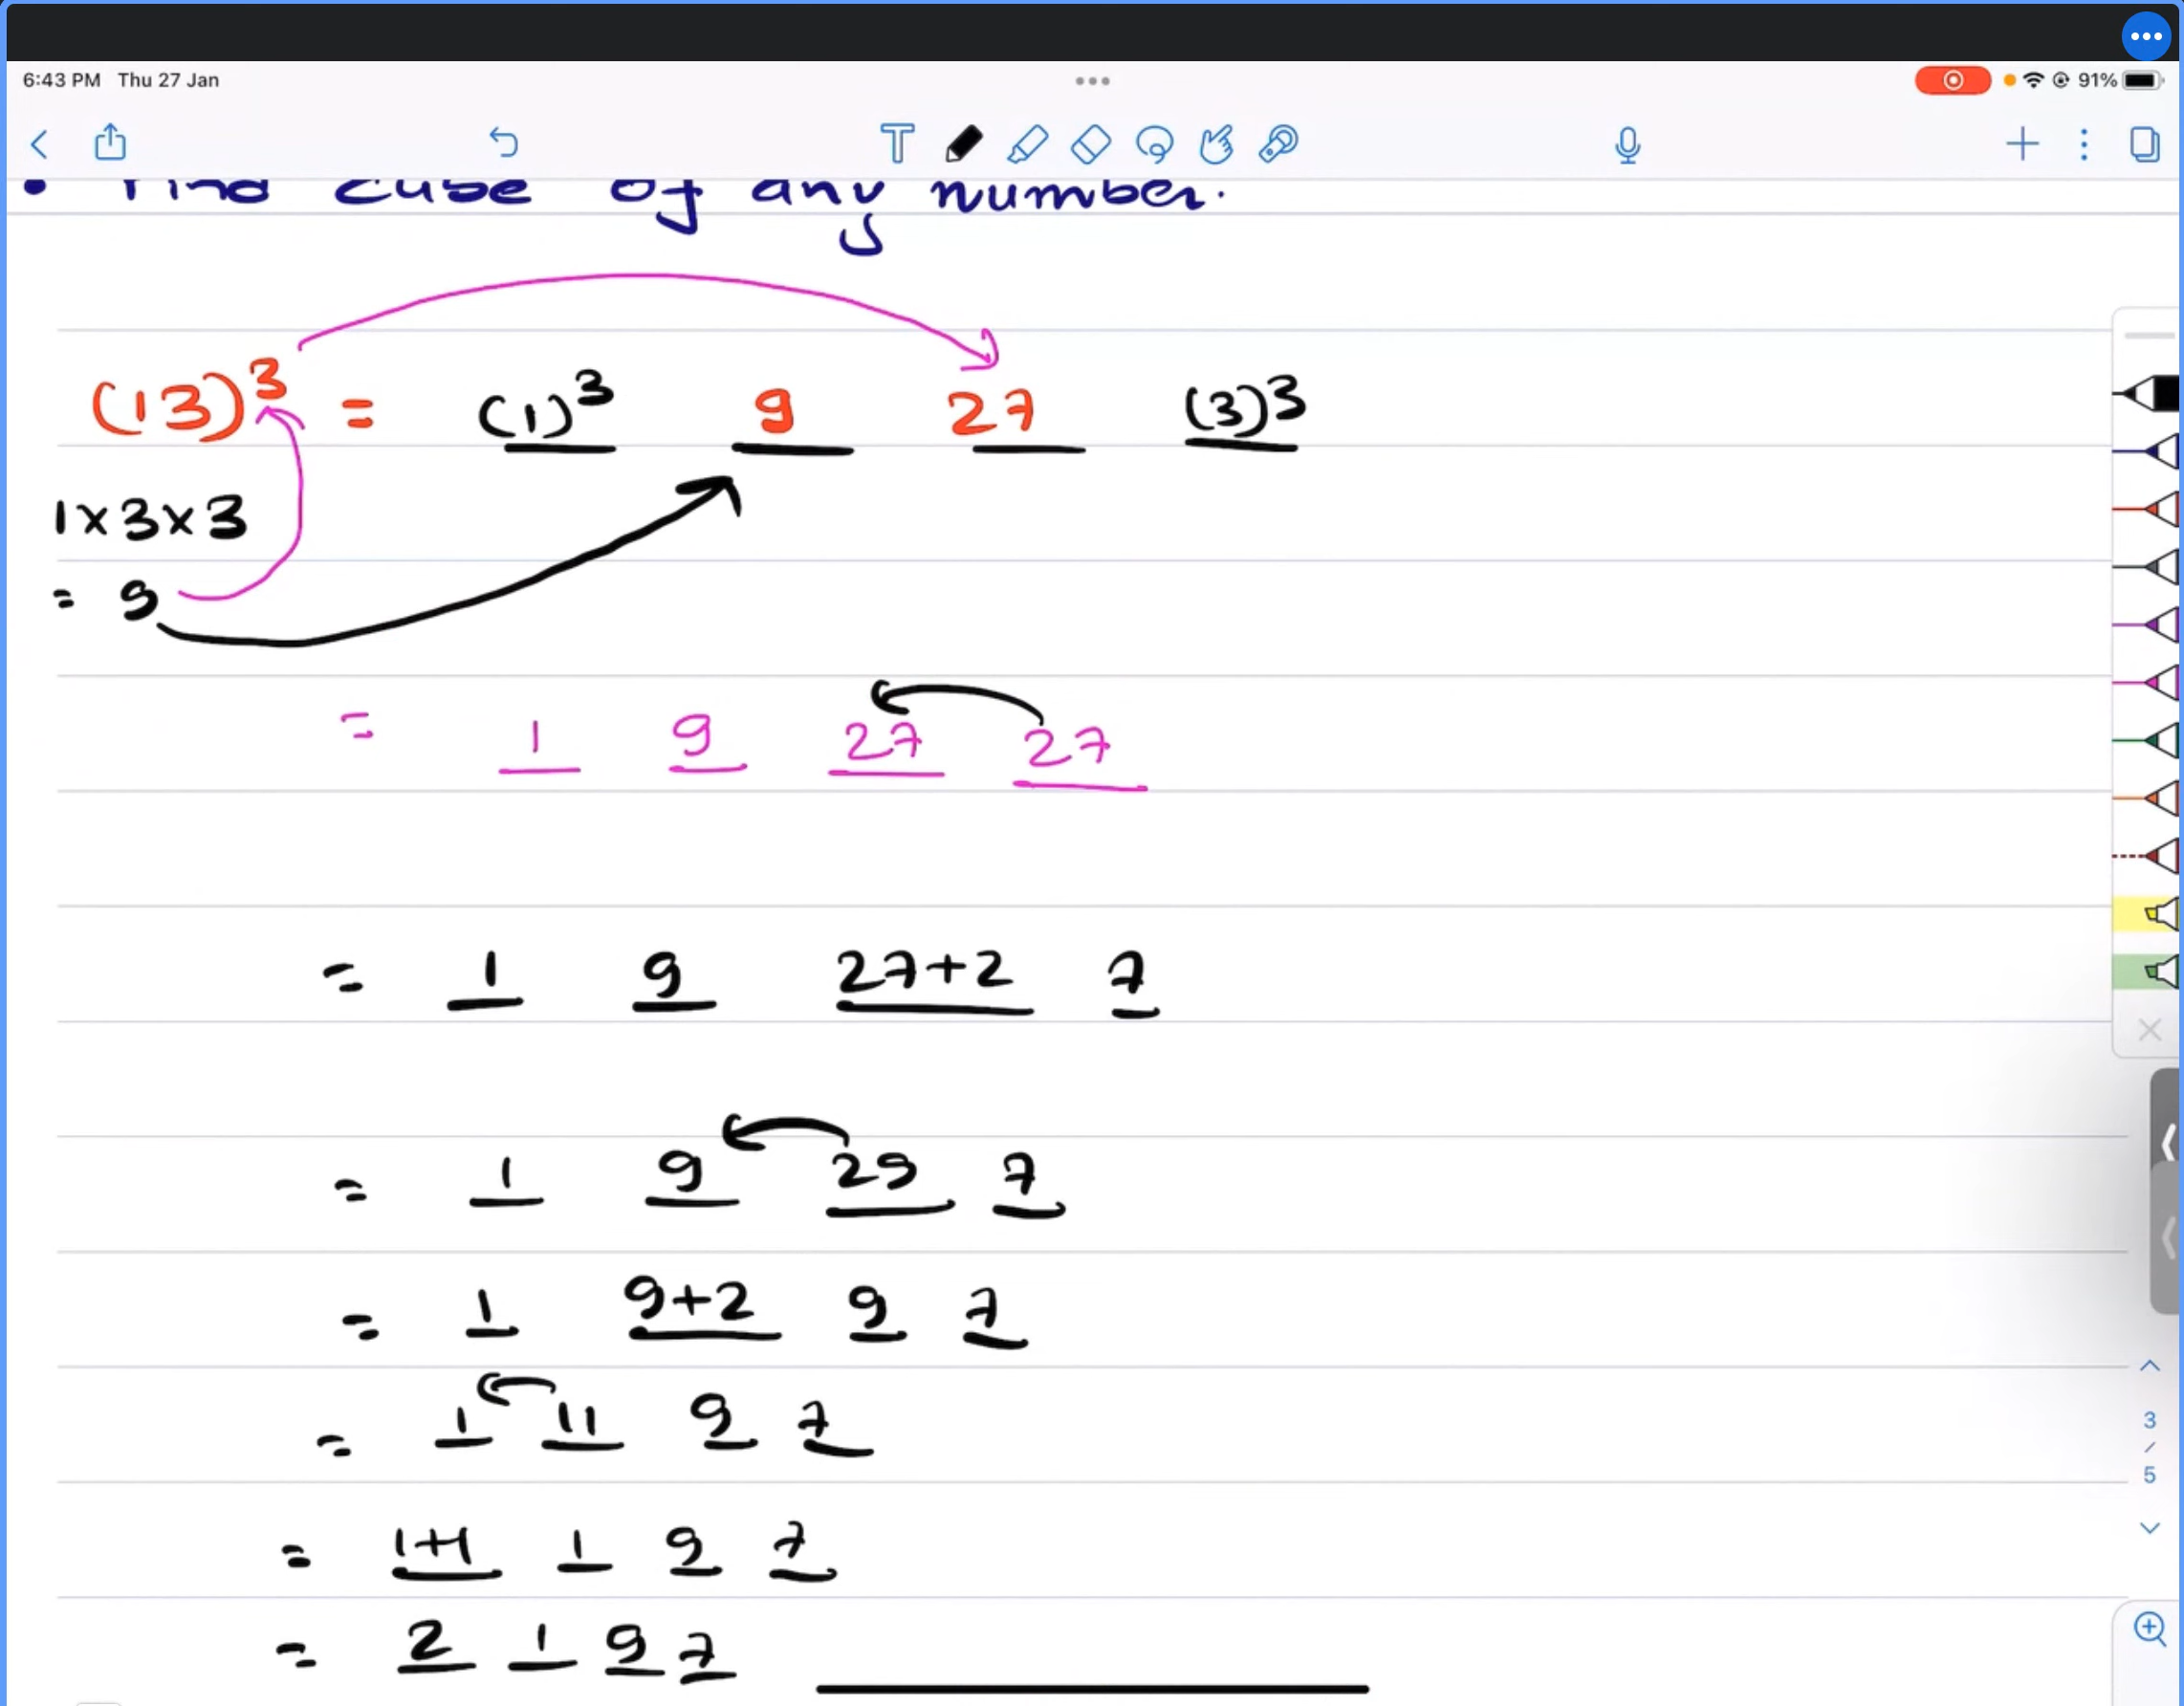 6:43 PM Thu 27 Jan 91%
T
• Find cube of any number.
(13)³ = (1)³ 9 27 (3)³
1×3×3
= 9
= 1 9 27 27
= 1 9 27+2 7
= 1 9 29 7
= 1 9+2 9 7
= 1 11 9 7
= 1+1 1 9 7
= 2 1 9 7
3
/
5